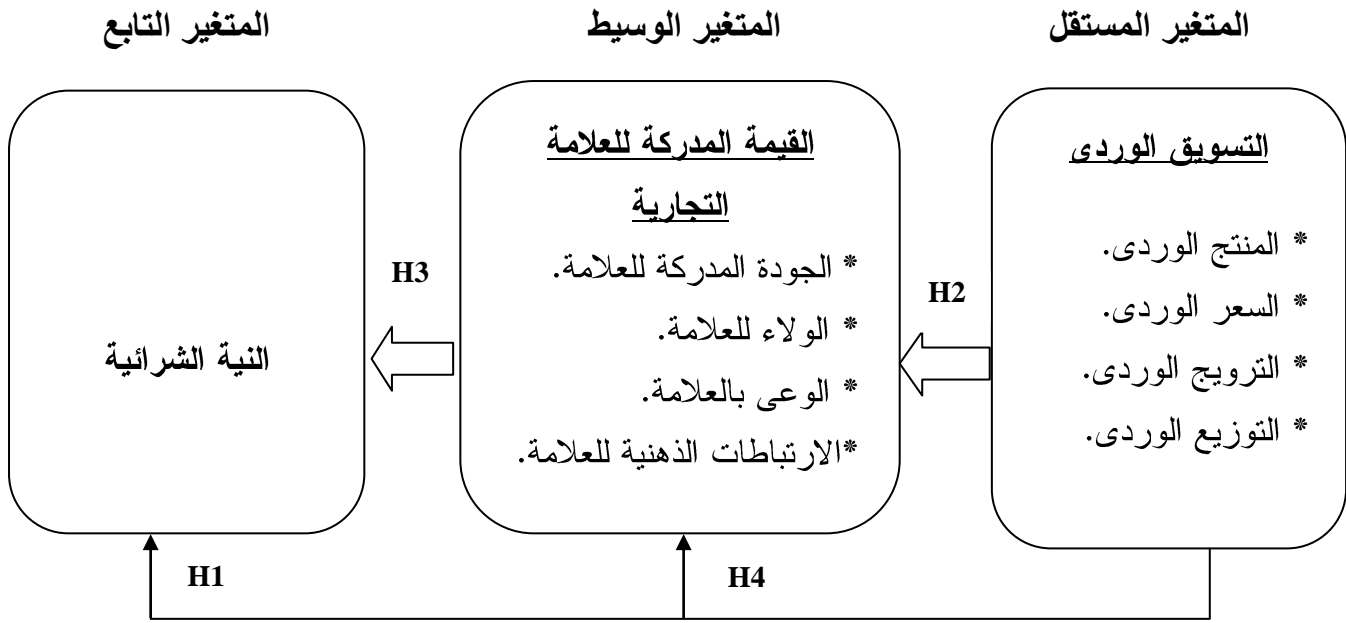 المتغير المستقل
المتغير الوسيط
المتغير التابع
التسويق الوردى
* المنتج الوردى.
* السعر الوردى.
* الترويج الوردى.
* التوزيع الوردى.
H2
القيمة المدركة للعلامة
التجارية
* الجودة المدركة للعلامة.
* الولاء للعلامة.
* الوعى بالعلامة.
*الارتباطات الذهنية للعلامة.
H3
النية الشرائية
H4
H1